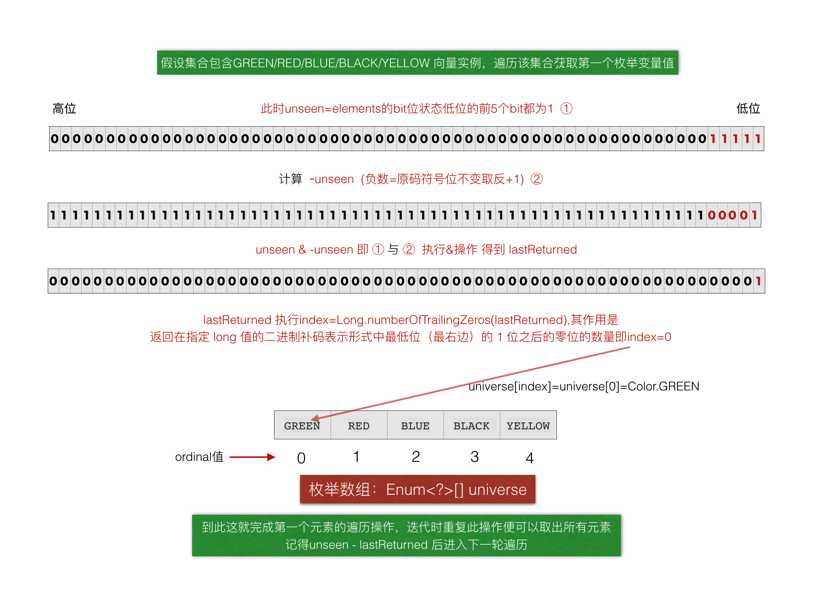 假设集合包含GREEN/RED/BLUE/BLACK/YELLOW 向量实例，遍历该集合获取第一个枚举变量值
高位 此时unseen=elements的bit位状态低位的前5个bit都为1 ① 低位
0000000000000000000000000000000000000000000000000000000000011111
计算 -unseen (负数=原码符号位不变取反+1) ②
1111111111111111111111111111111111111111111111111111111111100001
unseen & -unseen 即 ① 与 ② 执行&操作 得到 lastReturned
0000000000000000000000000000000000000000000000000000000000000001
lastReturned 执行index=Long.numberOfTrailingZeros(lastReturned),其作用是
返回在指定 long 值的二进制补码表示形式中最低位（最右边）的 1 位之后的零位的数量即index=0
universe[index]=universe[0]=Color.GREEN
GREEN RED BLUE BLACK YELLOW
ordinal值 0 1 2 3 4
枚举数组：Enum<?>[] universe
到此这就完成第一个元素的遍历操作，迭代时重复此操作便可以取出所有元素
记得unseen - lastReturned 后进入下一轮遍历